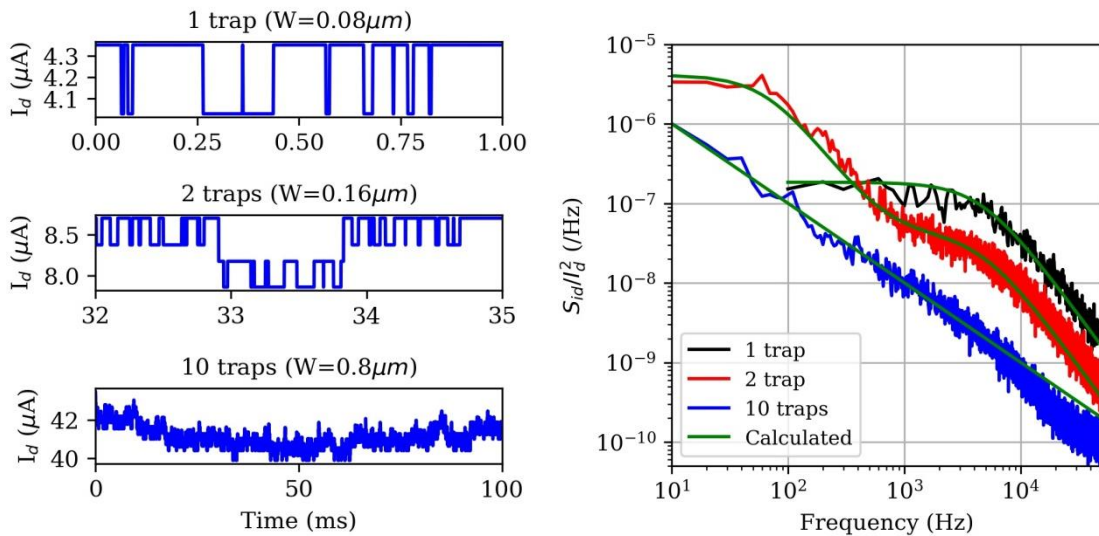 1 trap (W=0.08μm)
I_d (μA)
4.3
4.2
4.1
0.00 0.25 0.50 0.75 1.00
2 traps (W=0.16μm)
I_d (μA)
8.5
8.0
32 33 34 35
10 traps (W=0.8μm)
I_d (μA)
42
40
0 50 100
Time (ms)
S_id/I_d^2 (/Hz)
10^-5
10^-6
10^-7
10^-8
10^-9
10^-10
1 trap
2 trap
10 traps
Calculated
10^1 10^2 10^3 10^4
Frequency (Hz)